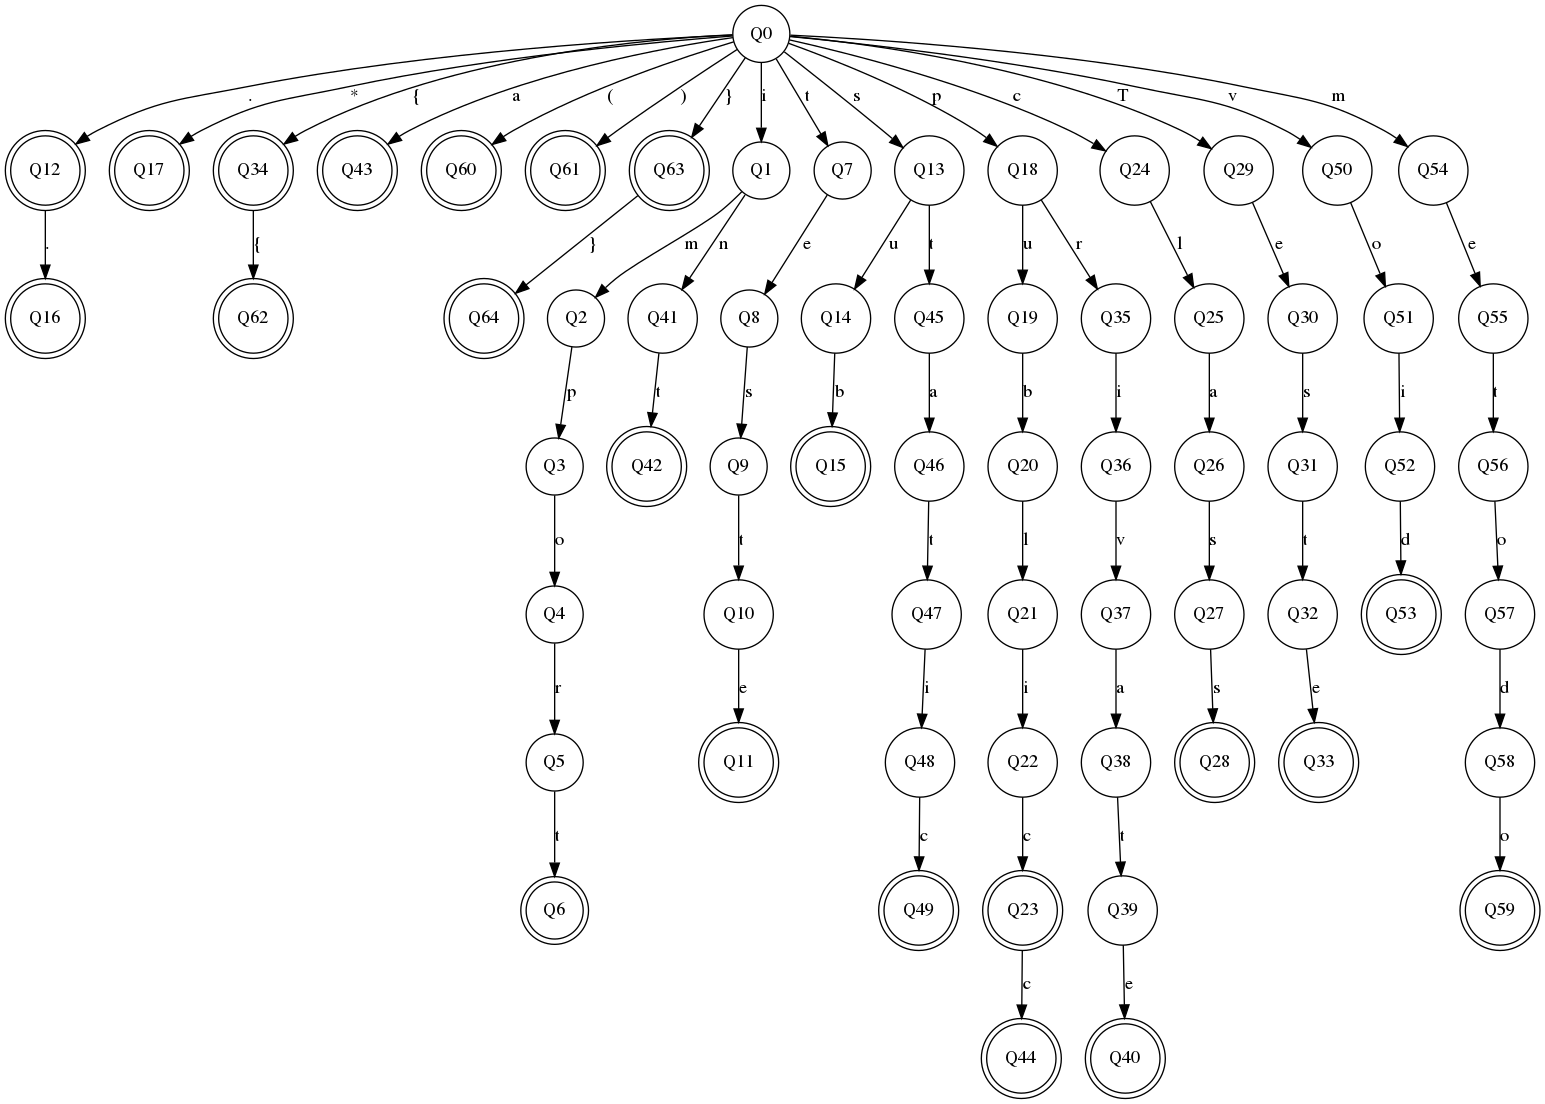 Q0
. * { a ( ) } i t s p c T v m
Q12 Q17 Q34 Q43 Q60 Q61 Q63 Q1 Q7 Q13 Q18 Q24 Q29 Q50 Q54
. { } m n e u t u r l e o e
Q16 Q62 Q64 Q2 Q41 Q8 Q14 Q45 Q19 Q35 Q25 Q30 Q51 Q55
p t s b a b i a s i t
Q3 Q42 Q9 Q15 Q46 Q20 Q36 Q26 Q31 Q52 Q56
o t t l v s t d o
Q4 Q10 Q47 Q21 Q37 Q27 Q32 Q53 Q57
r e i i a s e d
Q5 Q11 Q48 Q22 Q38 Q28 Q33 Q58
t c c t o
Q6 Q49 Q23 Q39 Q59
c e
Q44 Q40